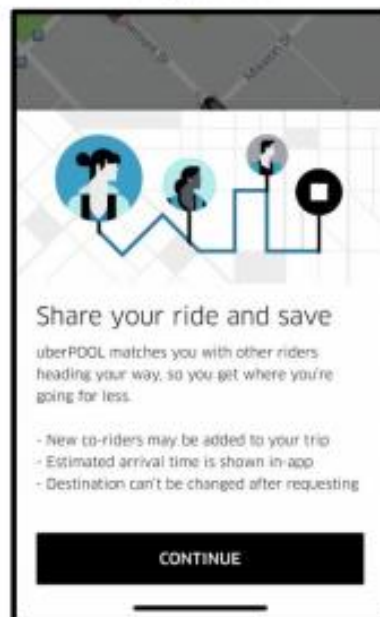 Mission St
Share your ride and save
uberPOOL matches you with other riders
heading your way, so you get where you're
going for less.
- New co-riders may be added to your trip
- Estimated arrival time is shown in-app
- Destination can't be changed after requesting
CONTINUE